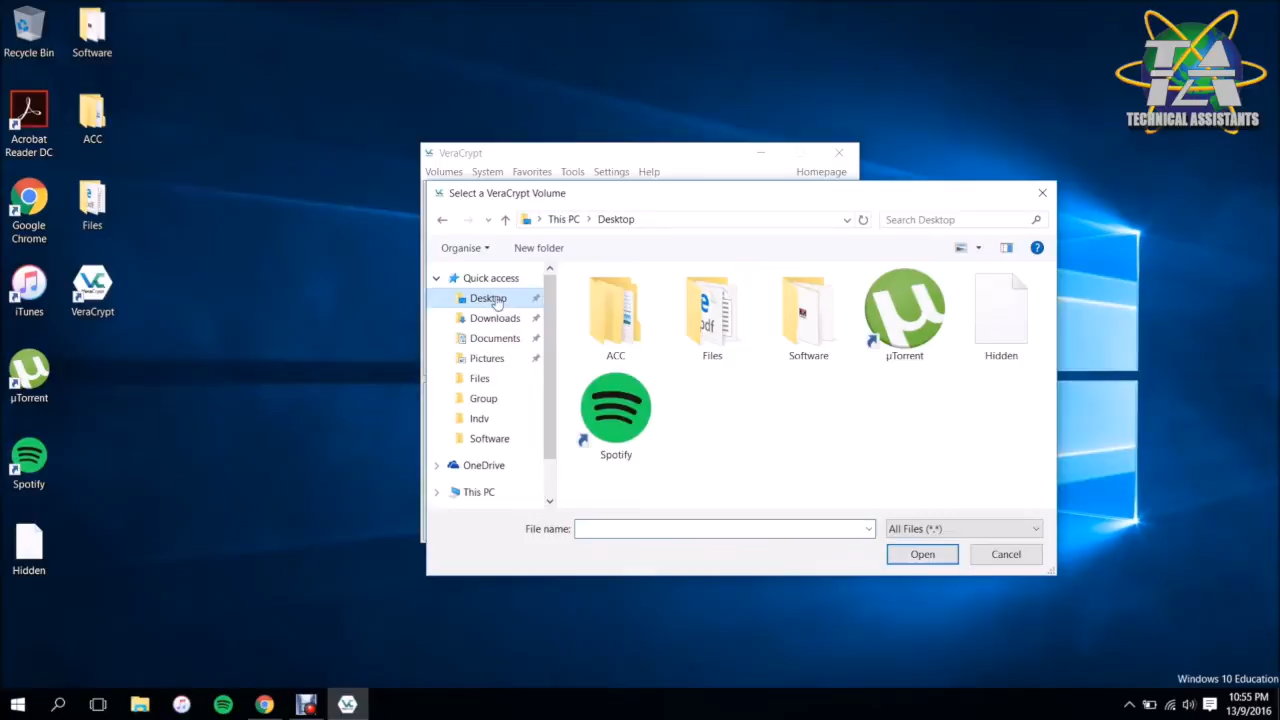 Recycle Bin
Software
Acrobat
Reader DC
ACC
Google
Chrome
Files
iTunes
VeraCrypt
µTorrent
Spotify
Hidden
TA
TECHNICAL ASSISTANTS
VeraCrypt
Volumes System Favorites Tools Settings Help Homepage
Select a VeraCrypt Volume
This PC > Desktop
Search Desktop
Organise New folder
Quick access
Desktop
Downloads
Documents
Pictures
Files
Group
Indv
Software
OneDrive
This PC
ACC
Files
Software
µTorrent
Hidden
Spotify
File name:
All Files (*.*)
Open Cancel
Windows 10 Education
10:55 PM
13/9/2016